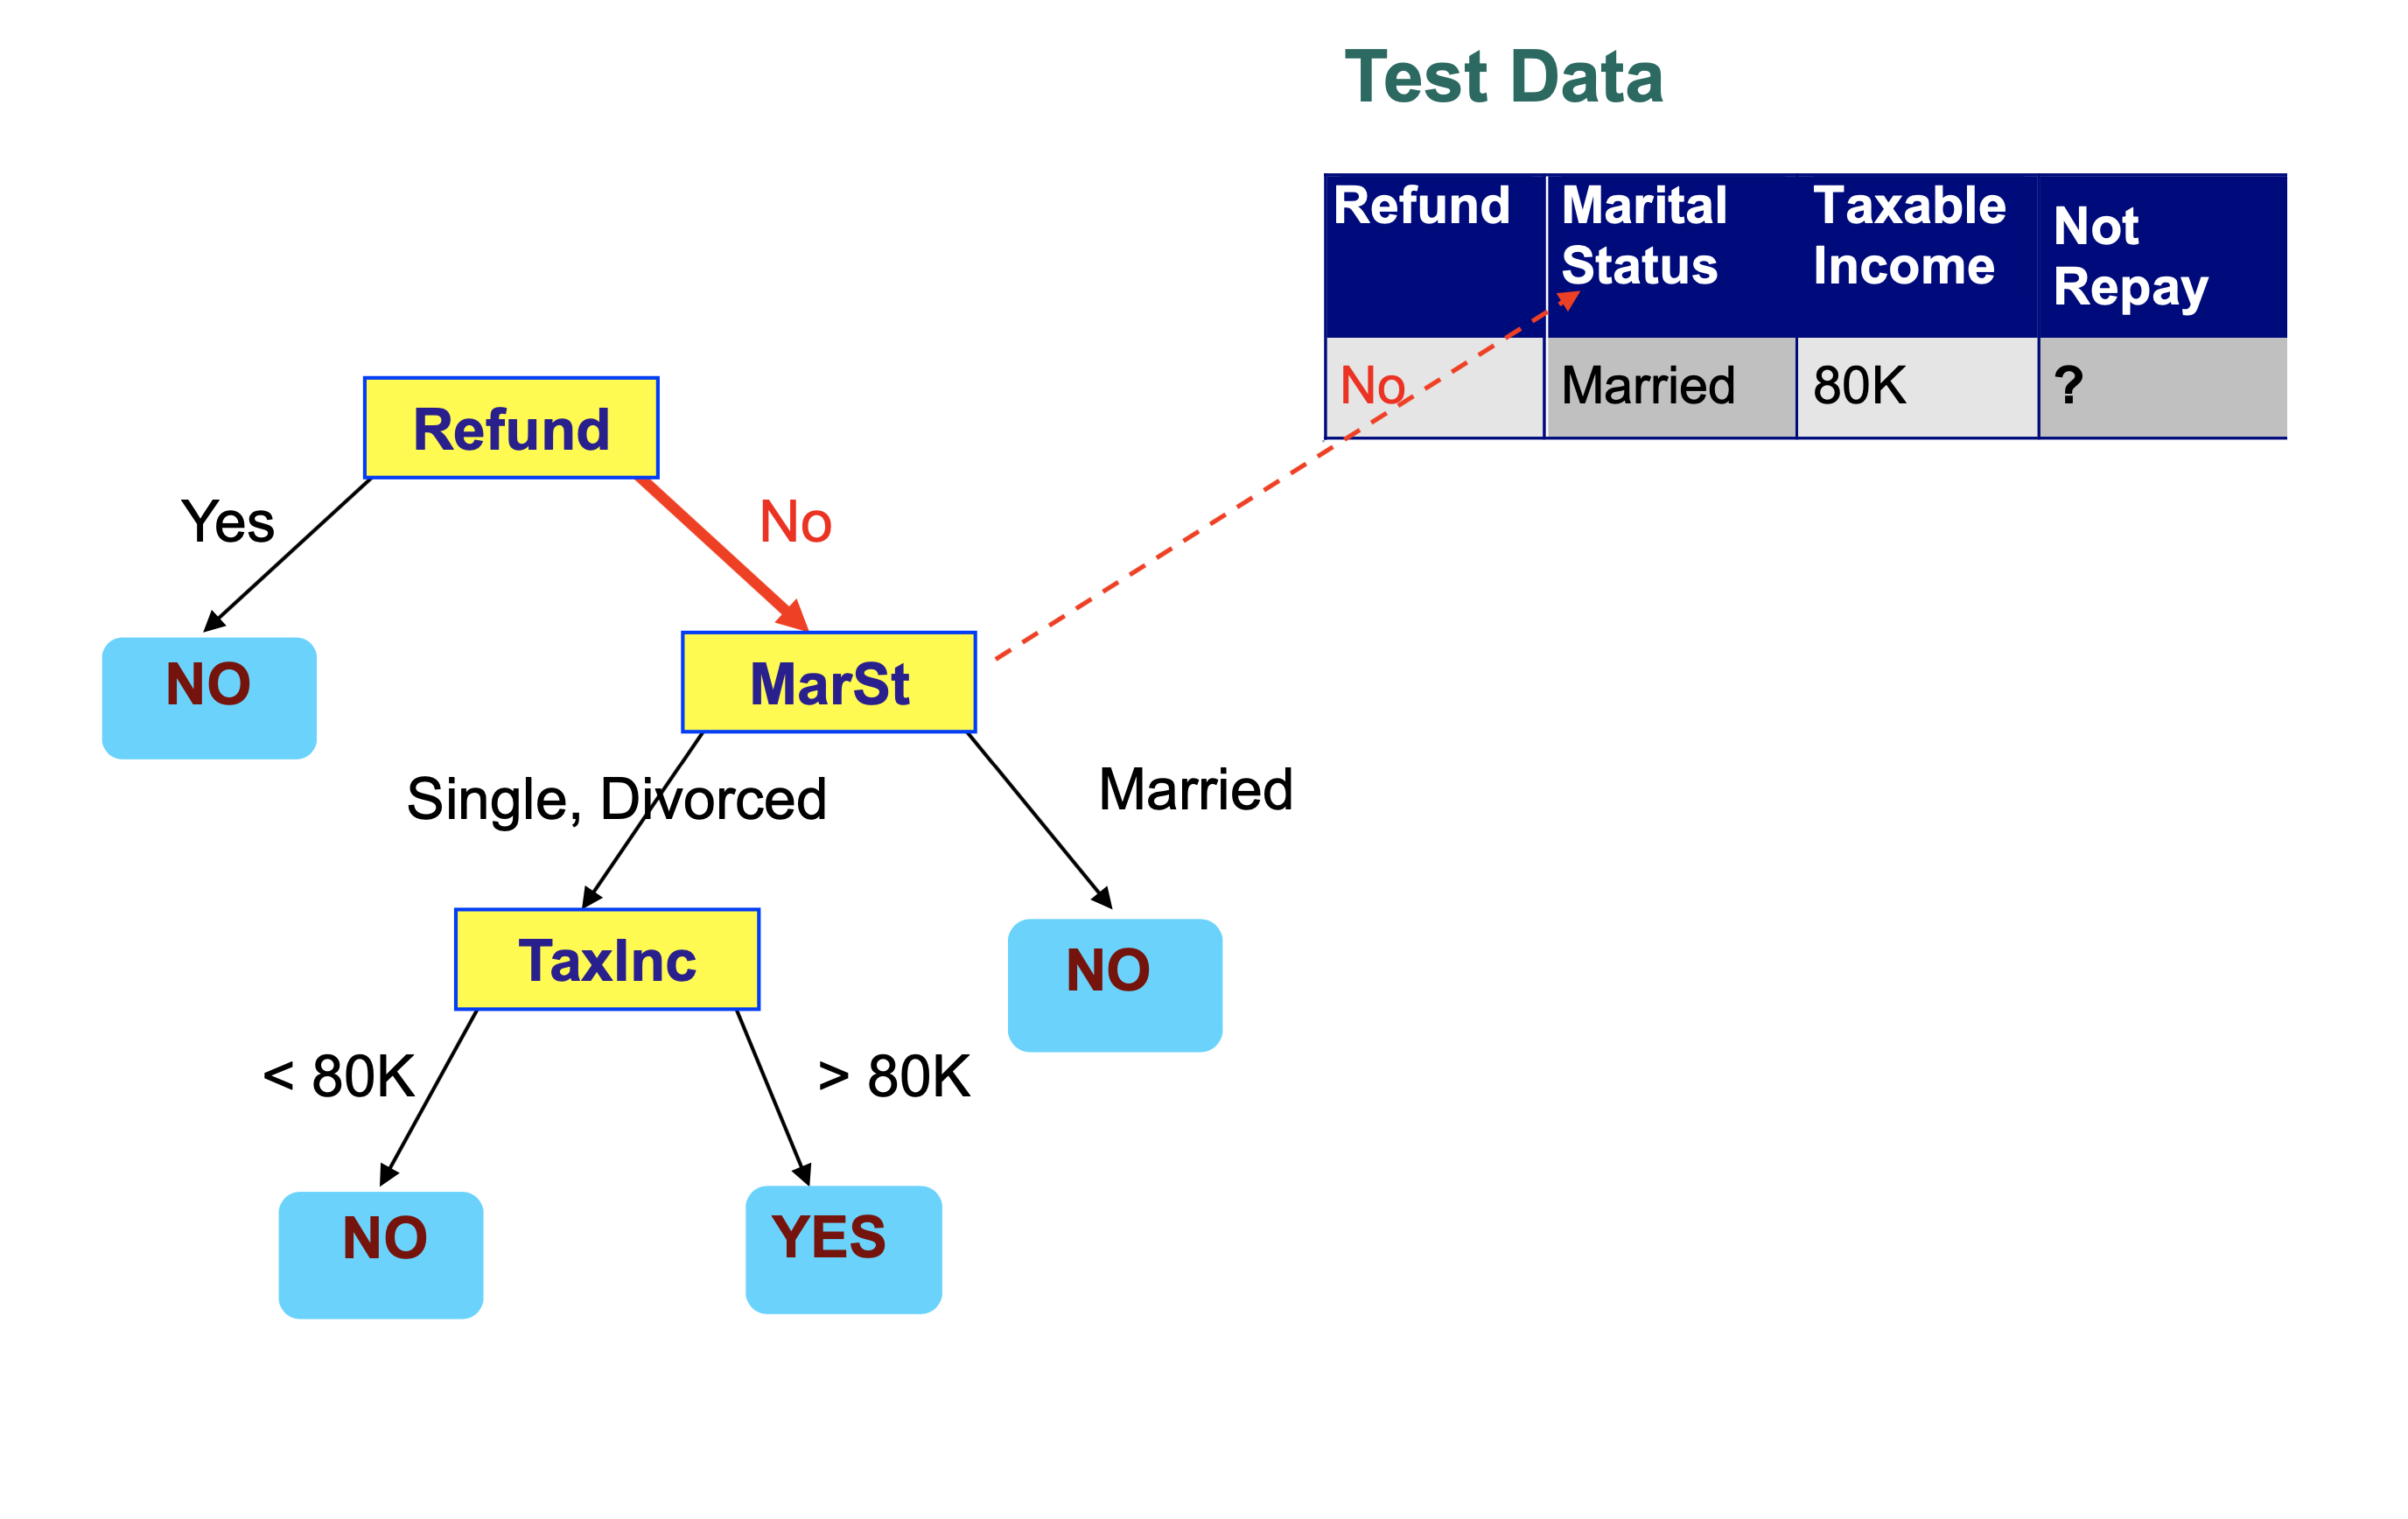 Test Data
Refund
Marital
Status
Taxable
Income
Not
Repay
No
Married
80K
?
Refund
Yes
No
NO
MarSt
Single, Divorced
Married
TaxInc
NO
< 80K
> 80K
NO
YES